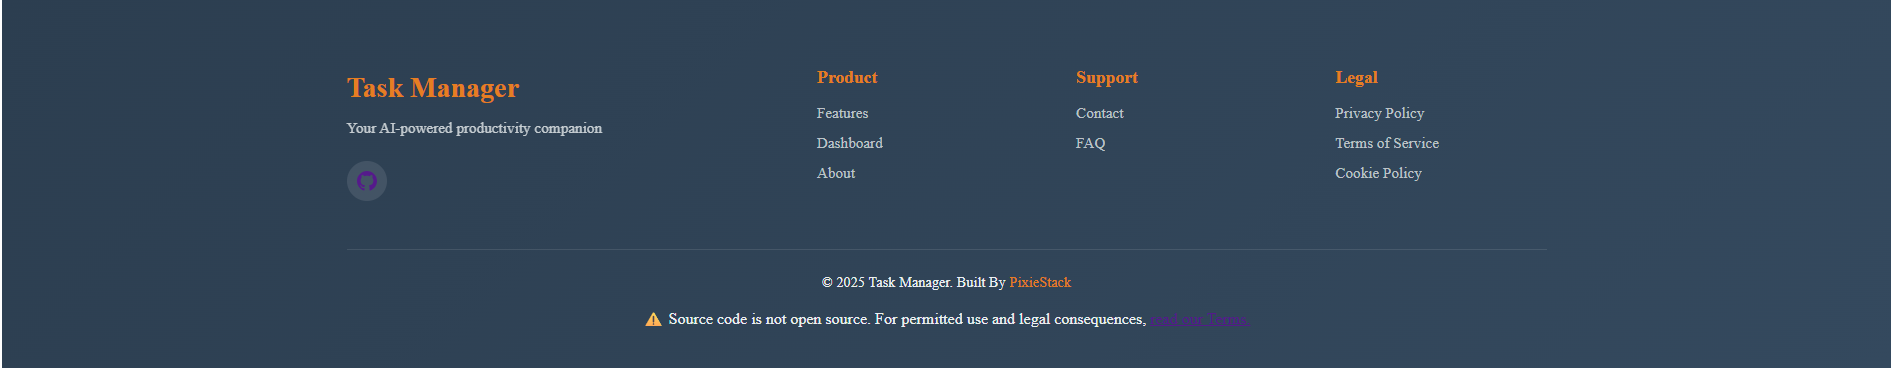 Task Manager
Your AI-powered productivity companion
Product
Features
Dashboard
About
Support
Contact
FAQ
Legal
Privacy Policy
Terms of Service
Cookie Policy
© 2025 Task Manager. Built By PixieStack
⚠ Source code is not open source. For permitted use and legal consequences, read our Terms.